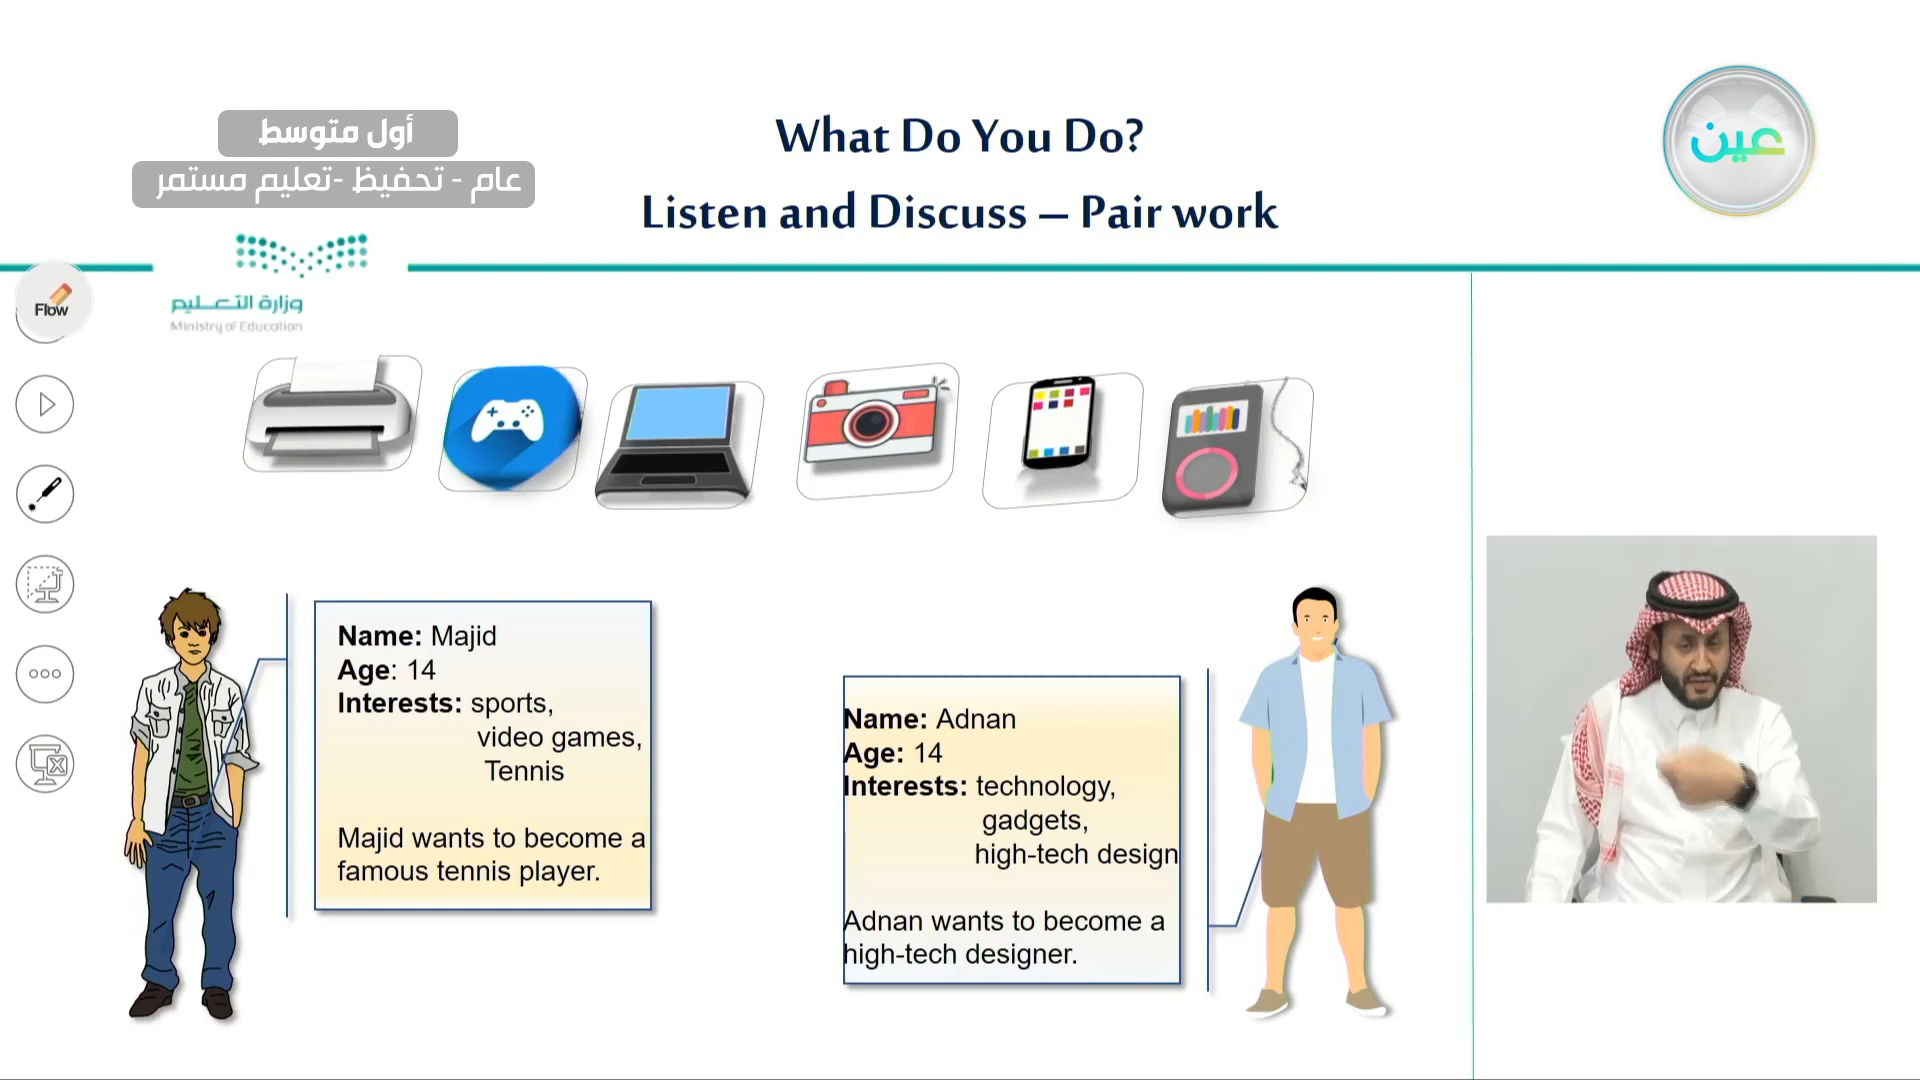 أول متوسط
عام - تحفيظ -تعليم مستمر
What Do You Do?
Listen and Discuss – Pair work
عين
وزارة التعليم
Ministry of Education
Flow
Name: Majid
Age: 14
Interests: sports,
video games,
Tennis
Majid wants to become a
famous tennis player.
Name: Adnan
Age: 14
Interests: technology,
gadgets,
high-tech design
Adnan wants to become a
high-tech designer.